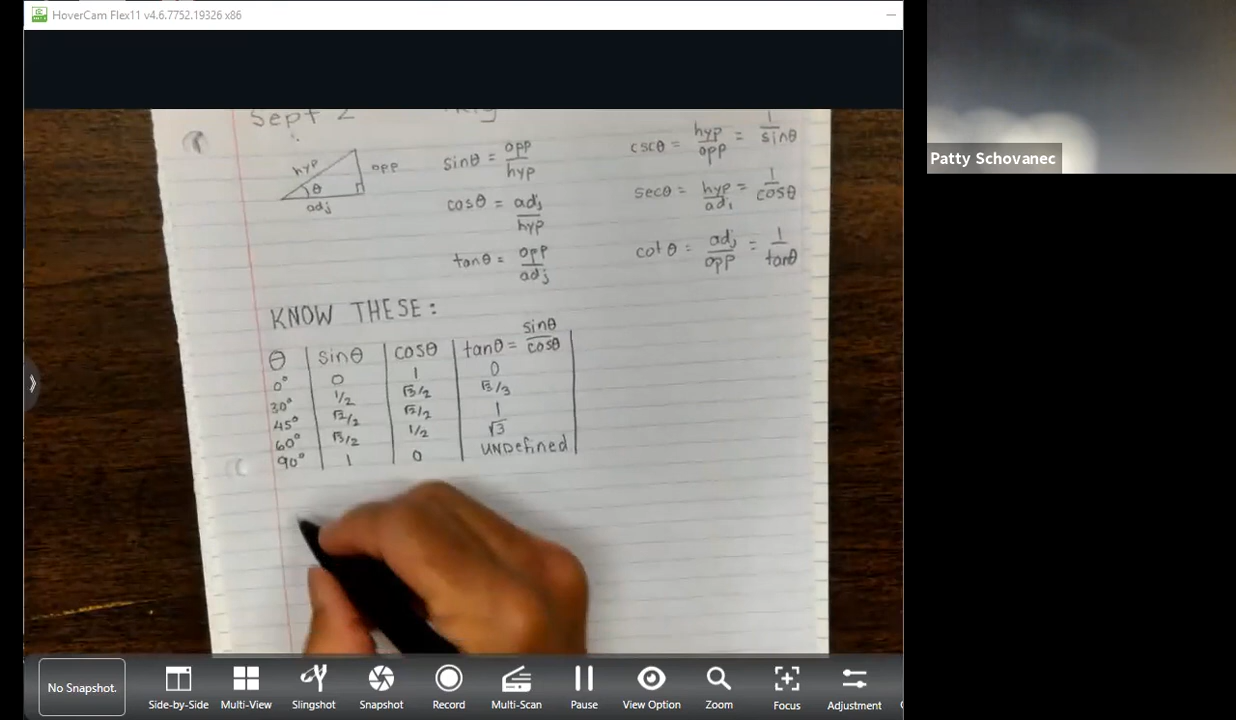 HoverCam Flex11 v4.6.7752.19326 x86
Patty Schovanec
Sept 2
hyp
opp
θ
adj
sinθ = opp/hyp
cosθ = adj/hyp
tanθ = opp/adj
cscθ = hyp/opp = 1/sinθ
secθ = hyp/adj = 1/cosθ
cotθ = adj/opp = 1/tanθ
KNOW THESE:
θ sinθ cosθ tanθ = sinθ/cosθ
0° 0 1 0
30° 1/2 √3/2 √3/3
45° √2/2 √2/2 1
60° √3/2 1/2 √3
90° 1 0 UNDefined
No Snapshot.
Side-by-Side Multi-View Slingshot Snapshot Record Multi-Scan Pause View Option Zoom Focus Adjustment